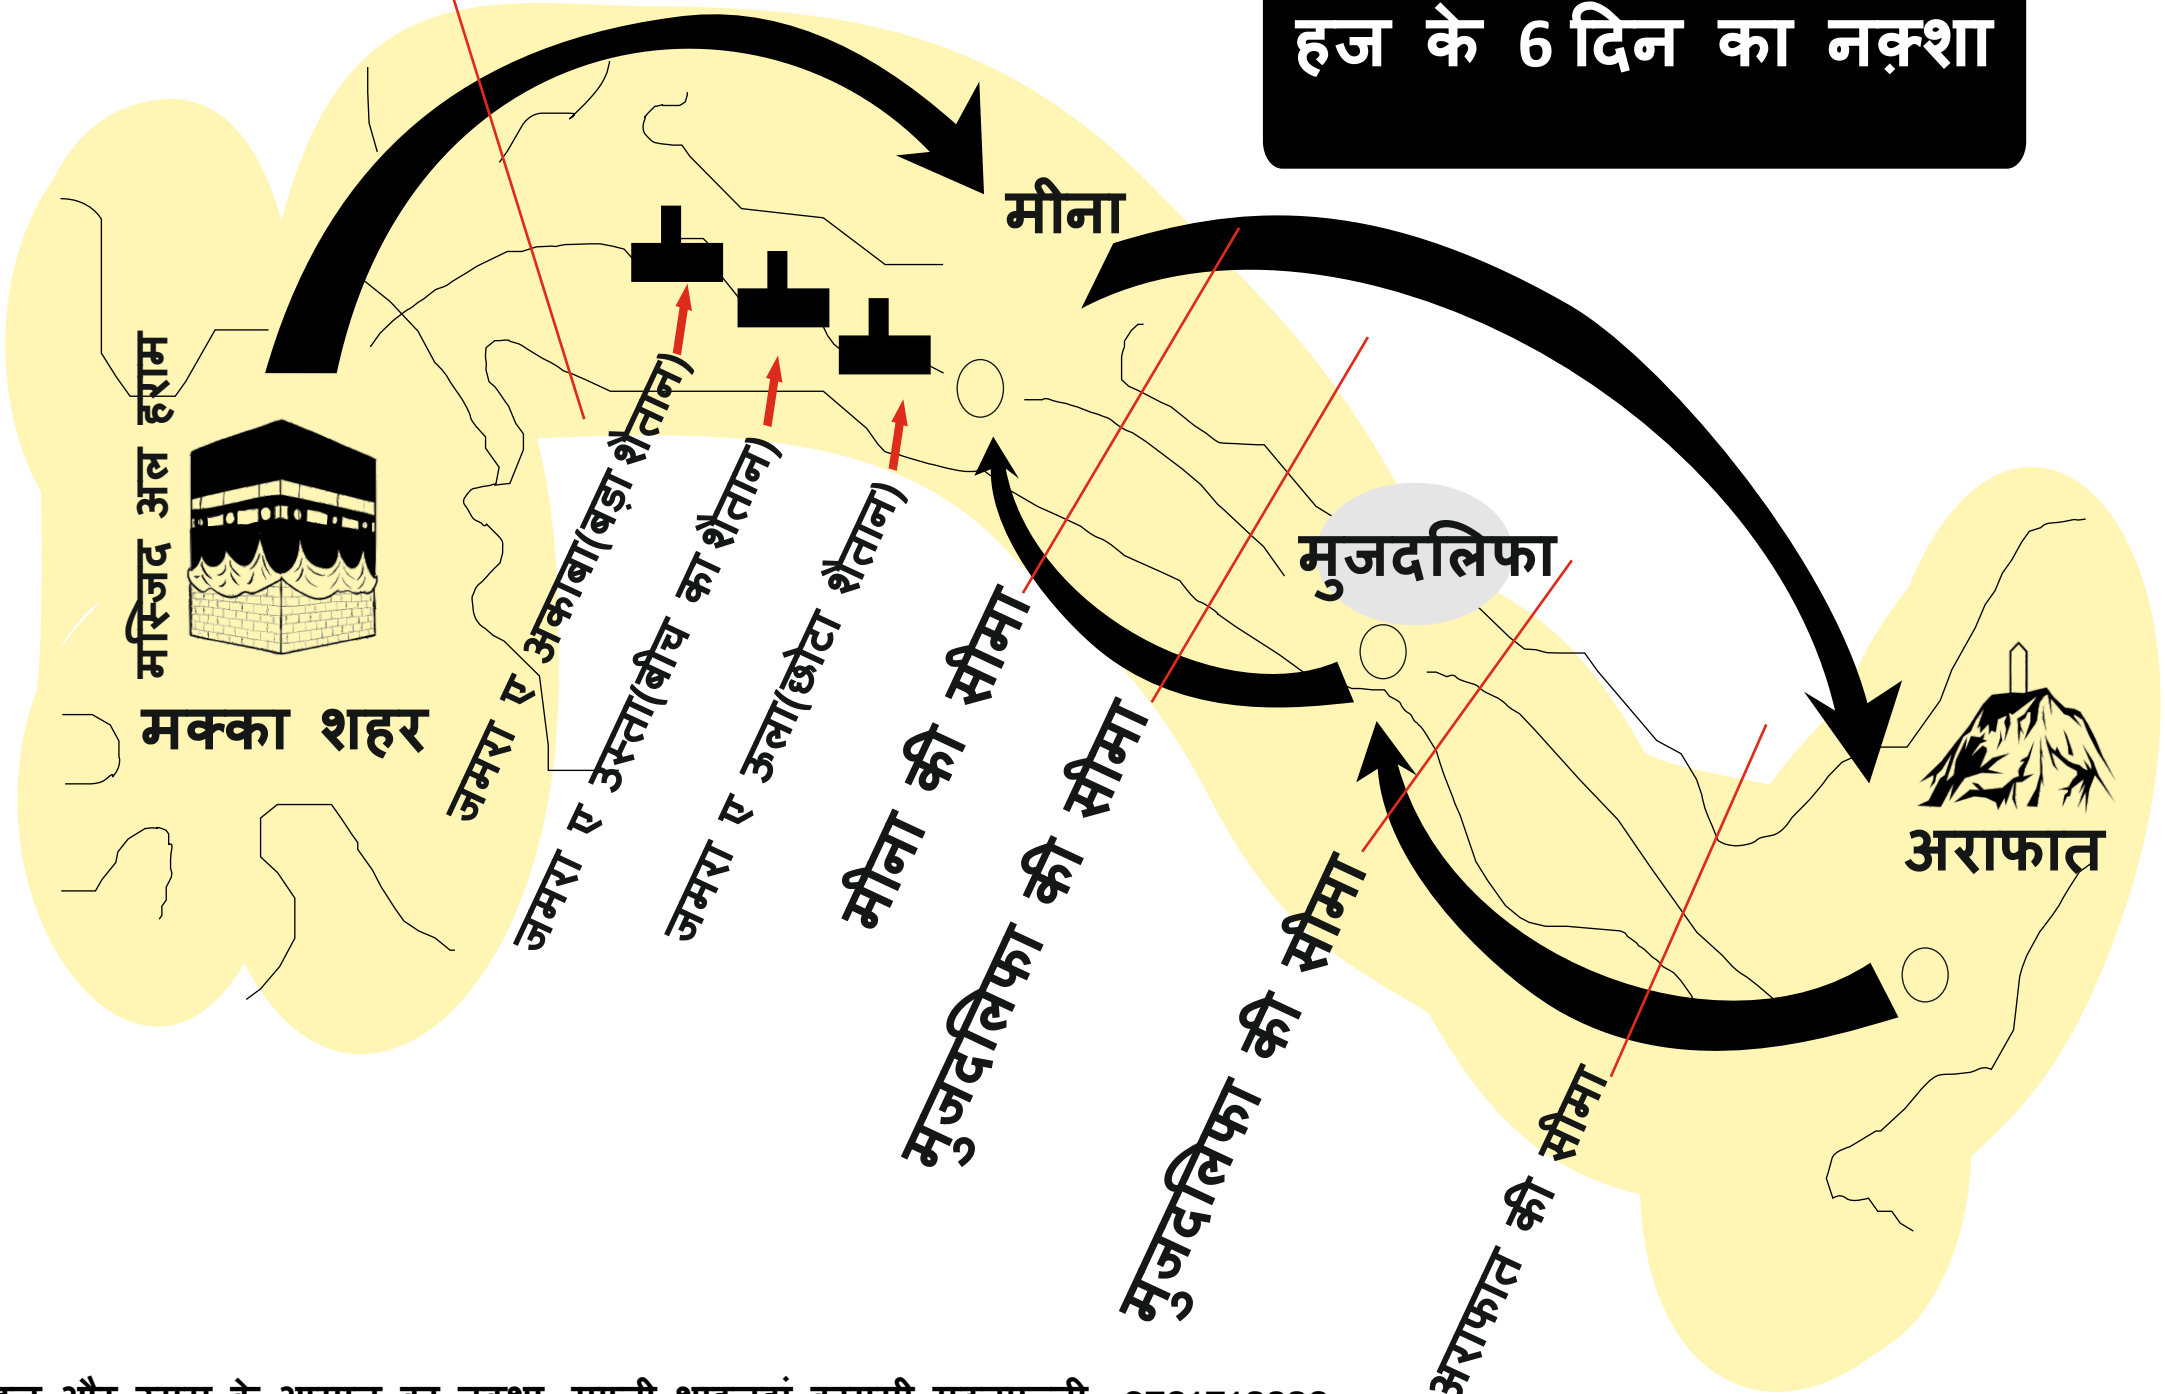 हज के 6 दिन का नक़्शा
मीना
मस्जिद अल हराम
मुजदलिफा
मक्का शहर
अराफात
जमरा ए अकाबा(बड़ा शैतान)
जमरा ए उस्ता(बीच का शैतान)
जमरा ए ऊला(छोटा शैतान)
मीना की सीमा
मुजदलिफा की सीमा
मुजदलिफा की सीमा
अराफात की सीमा